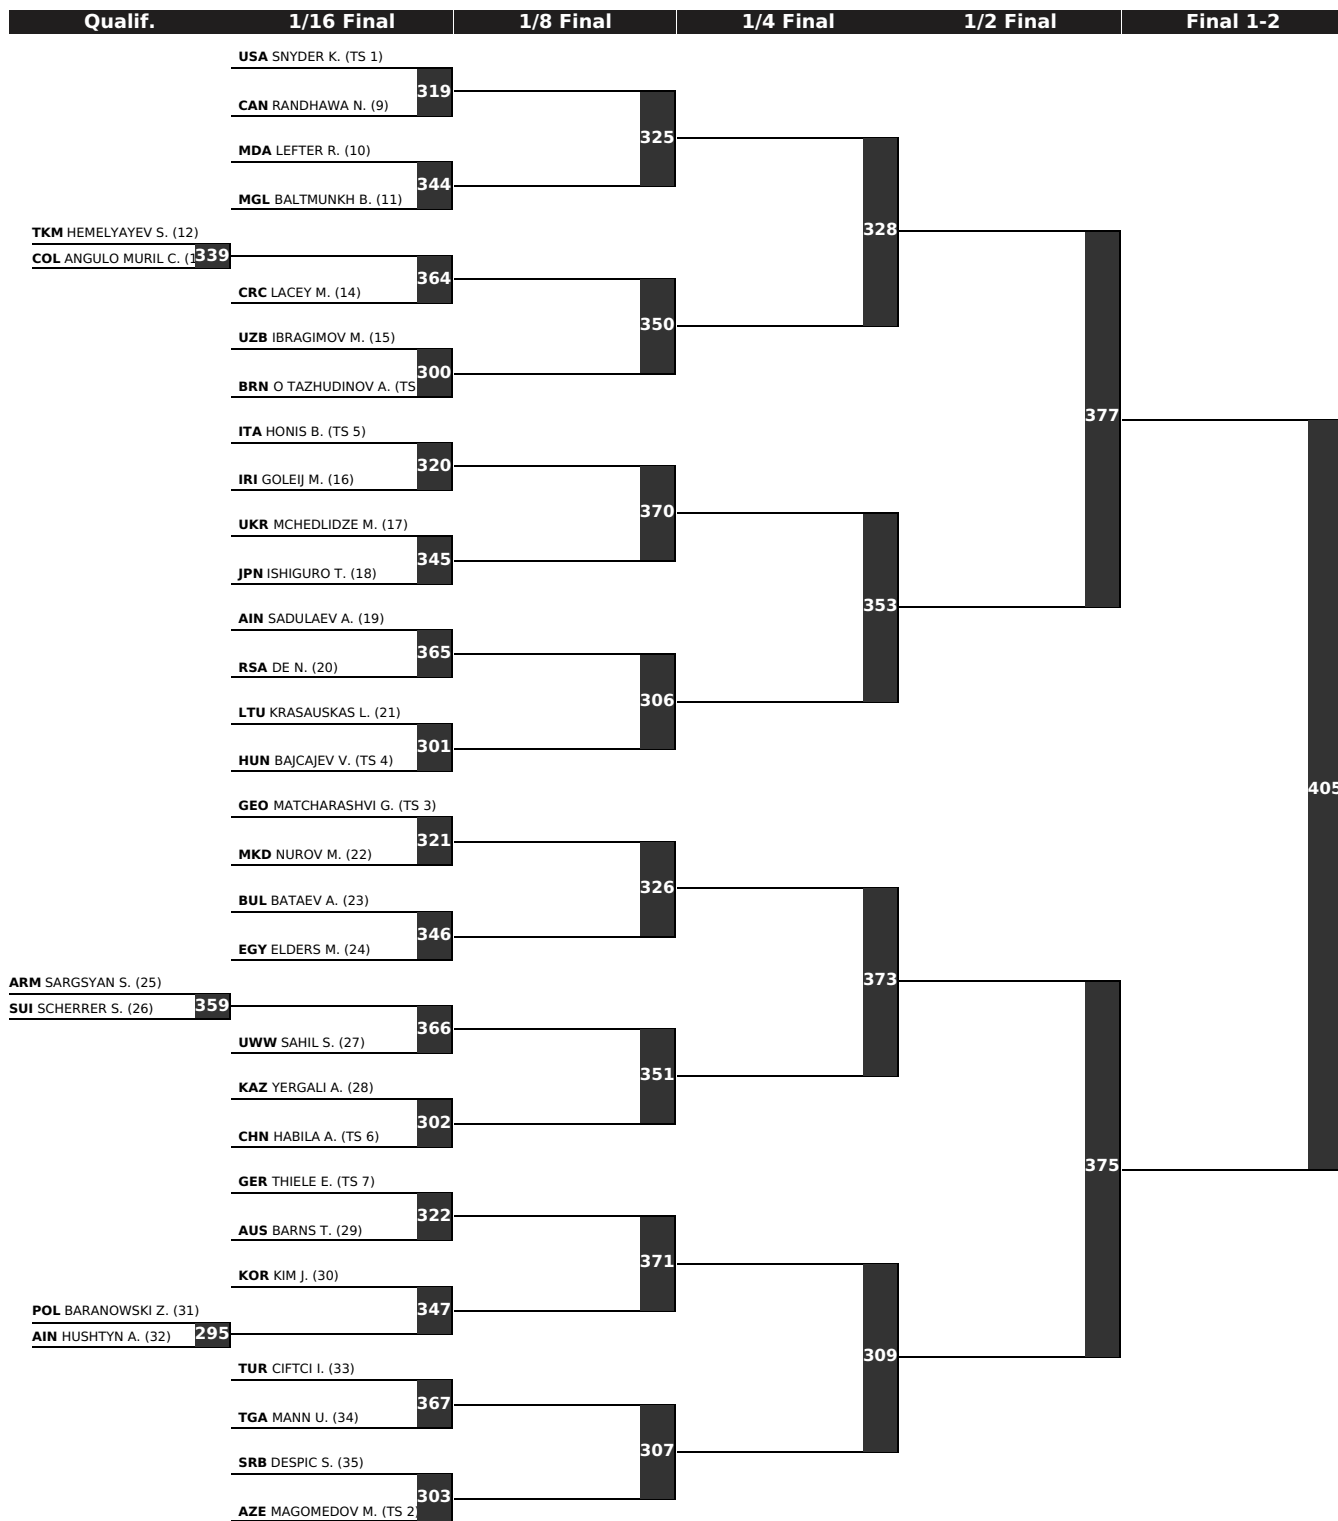 Qualif. 1/16 Final 1/8 Final 1/4 Final 1/2 Final Final 1-2
USA SNYDER K. (TS 1)
319
CAN RANDHAWA N. (9)
325
MDA LEFTER R. (10)
344
MGL BALTMUNKH B. (11)
328
TKM HEMELYAYEV S. (12)
COL ANGULO MURIL C. (1
339
364
CRC LACEY M. (14)
350
UZB IBRAGIMOV M. (15)
300
BRN O TAZHUDINOV A. (TS
377
ITA HONIS B. (TS 5)
320
IRI GOLEIJ M. (16)
370
UKR MCHEDLIDZE M. (17)
345
JPN ISHIGURO T. (18)
353
AIN SADULAEV A. (19)
365
RSA DE N. (20)
306
LTU KRASAUSKAS L. (21)
301
HUN BAJCAJEV V. (TS 4)
405
GEO MATCHARASHVI G. (TS 3)
321
MKD NUROV M. (22)
326
BUL BATAEV A. (23)
346
EGY ELDERS M. (24)
373
ARM SARGSYAN S. (25)
SUI SCHERRER S. (26)
359
366
UWW SAHIL S. (27)
351
KAZ YERGALI A. (28)
302
CHN HABILA A. (TS 6)
375
GER THIELE E. (TS 7)
322
AUS BARNS T. (29)
371
KOR KIM J. (30)
347
POL BARANOWSKI Z. (31)
AIN HUSHTYN A. (32)
295
309
TUR CIFTCI I. (33)
367
TGA MANN U. (34)
307
SRB DESPIC S. (35)
303
AZE MAGOMEDOV M. (TS 2)